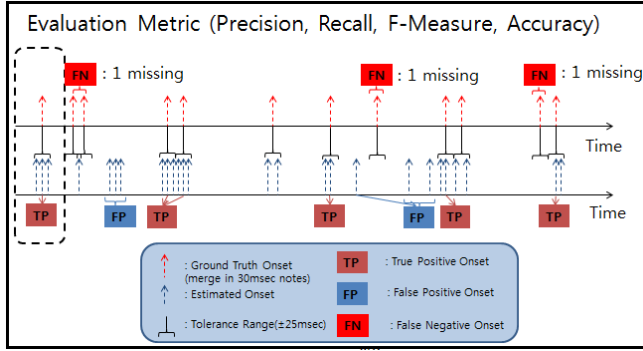 Evaluation Metric (Precision, Recall, F-Measure, Accuracy)
FN : 1 missing
FN : 1 missing
FN : 1 missing
Time
Time
TP
FP
TP
TP
FP
TP
TP
: Ground Truth Onset
(merge in 30msec notes)
: Estimated Onset
: Tolerance Range(±25msec)
TP : True Positive Onset
FP : False Positive Onset
FN : False Negative Onset